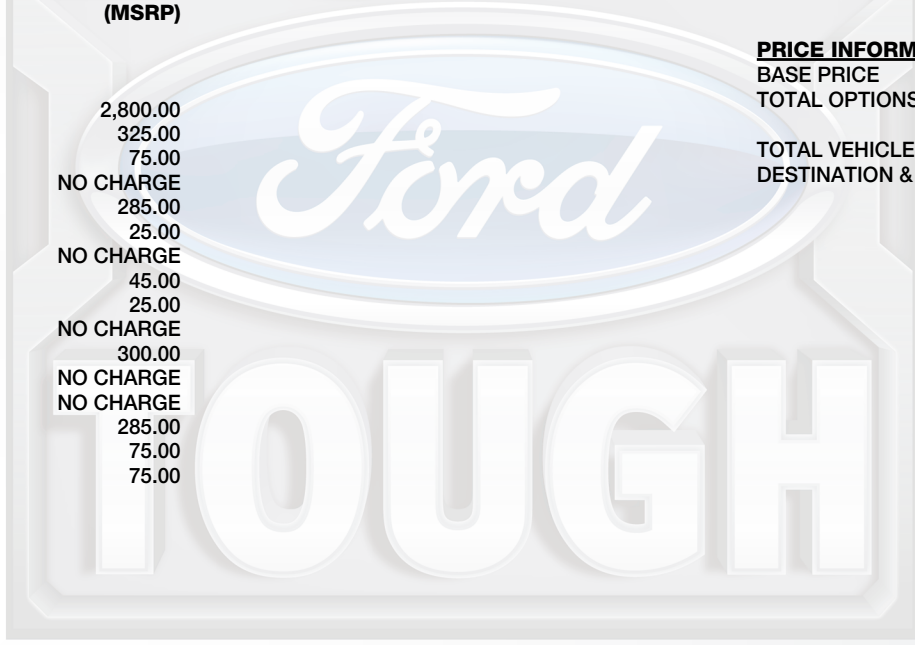 (MSRP)
2,800.00
325.00
75.00
NO CHARGE
285.00
25.00
NO CHARGE
45.00
25.00
NO CHARGE
300.00
NO CHARGE
NO CHARGE
285.00
75.00
75.00
PRICE INFORM
BASE PRICE
TOTAL OPTIONS
TOTAL VEHICLE
DESTINATION &
Ford
TOUGH